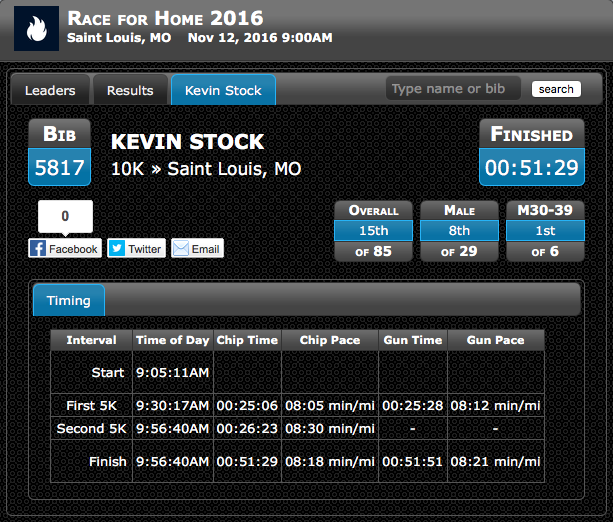 Race for Home 2016
Saint Louis, MO Nov 12, 2016 9:00AM
Leaders Results Kevin Stock Type name or bib search
Bib
5817
KEVIN STOCK
10K » Saint Louis, MO
Finished
00:51:29
0
Facebook Twitter Email
Overall Male M30-39
15th 8th 1st
of 85 of 29 of 6
Timing
Interval Time of Day Chip Time Chip Pace Gun Time Gun Pace
Start 9:05:11AM
First 5K 9:30:17AM 00:25:06 08:05 min/mi 00:25:28 08:12 min/mi
Second 5K 9:56:40AM 00:26:23 08:30 min/mi - -
Finish 9:56:40AM 00:51:29 08:18 min/mi 00:51:51 08:21 min/mi